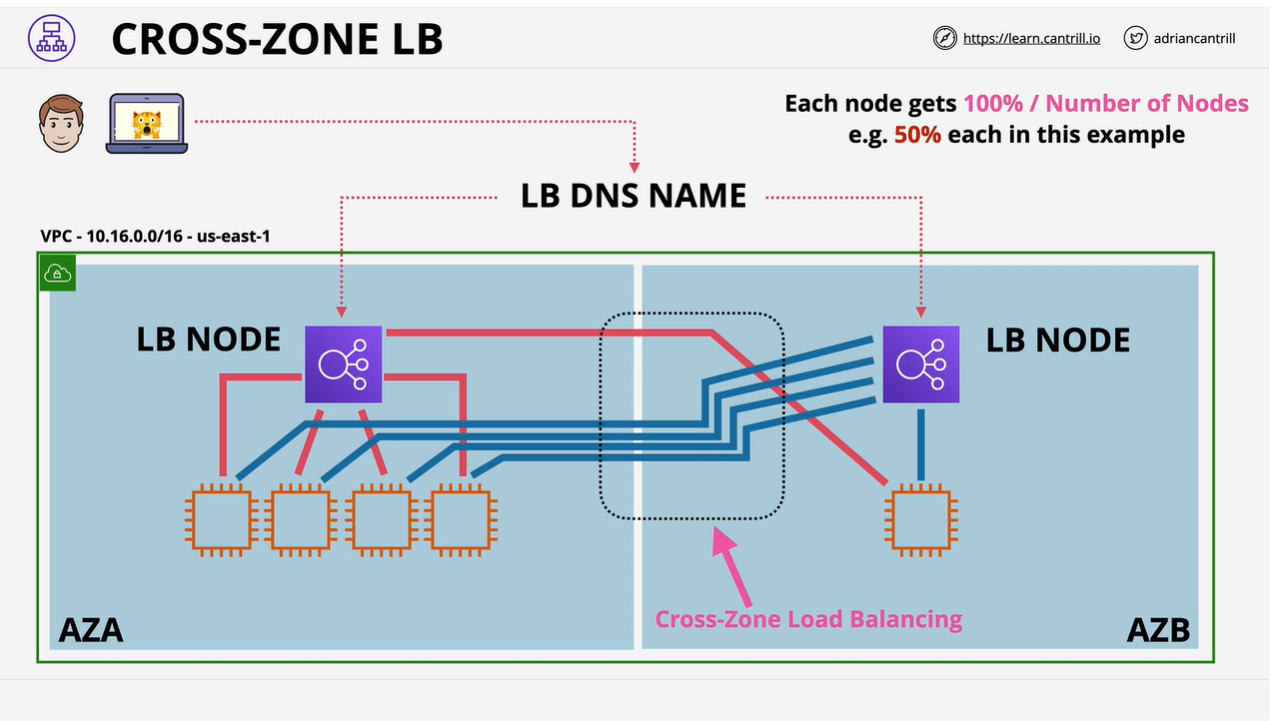 CROSS-ZONE LB
https://learn.cantrill.io
adriancantrill
Each node gets 100% / Number of Nodes
e.g. 50% each in this example
LB DNS NAME
VPC - 10.16.0.0/16 - us-east-1
LB NODE
LB NODE
Cross-Zone Load Balancing
AZA
AZB